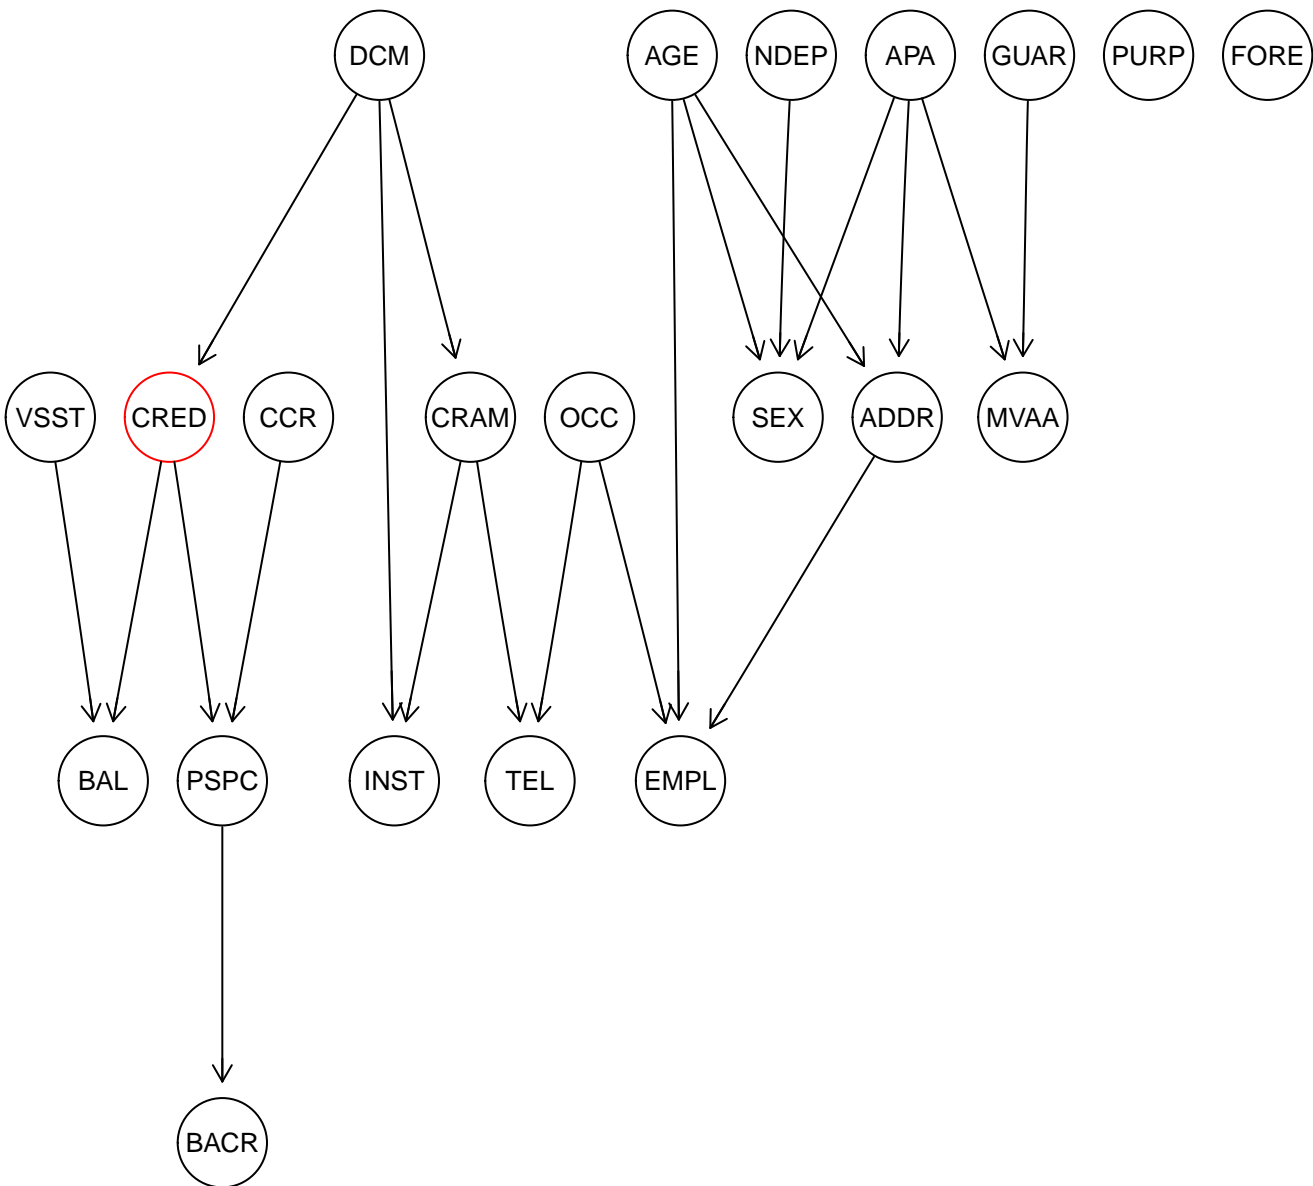 DCM AGE NDEP APA GUAR PURP FORE
VSST CRED CCR CRAM OCC SEX ADDR MVAA
BAL PSPC INST TEL EMPL
BACR